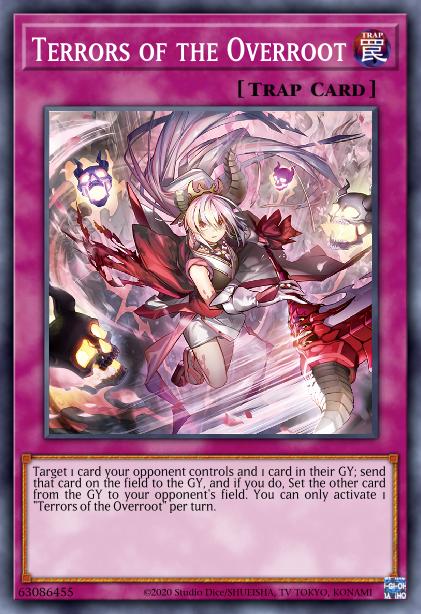 TERRORS OF THE OVERROOT
TRAP
罠
[TRAP CARD]
Target 1 card your opponent controls and 1 card in their GY; send
that card on the field to the GY, and if you do, Set the other card
from the GY to your opponent's field. You can only activate 1
"Terrors of the Overroot" per turn.
63086455 ©2020 Studio Dice/SHUEISHA, TV TOKYO, KONAMI